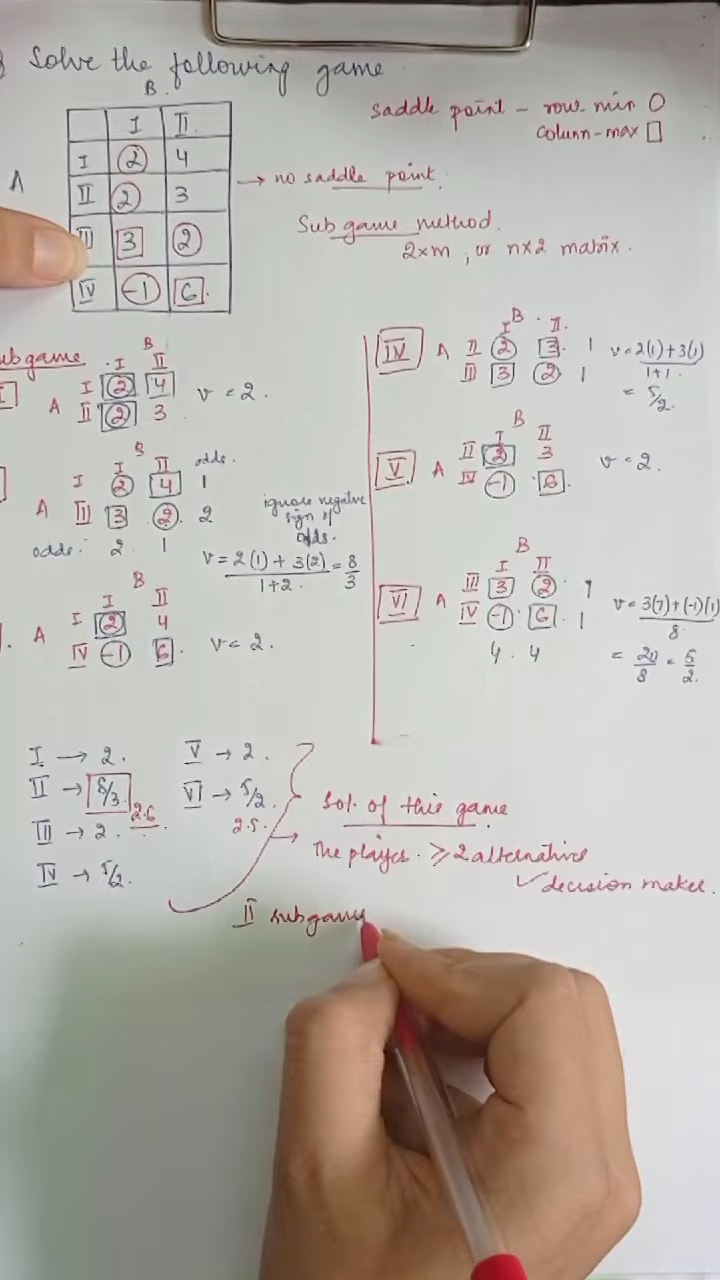 Solve the following game
B.
I II.
A
I 2 4
II 2 3
III 3 2
IV -1 6.
Saddle point - row min O
column-max □
→ no saddle point.
Sub game method.
2×m , or n×2 matrix.
ubgame
B
I II
A I 2 4
II 2 3
v = 2.
B
I II odds.
I 2 4 1
A III 3 2. 2
odds: 2 1
ignore negative
sign of
odds.
v = 2(1) + 3(2) = 8
1+2. 3
B
I II
A I 2 4
IV -1 6.
v = 2.
IV
B
I II.
A II 2 3. 1
III 3 2 1
v = 2(1)+3(1)
1+1.
= 5/2.
V
B
I II
A II 2 3
IV -1 6.
v = 2.
VI
B
I II
A III 3 2. 7
IV -1 6. 1
4. 4
v = 3(7)+(-1)(1)
8.
= 20 = 5
8 2.
I → 2. V → 2.
II → 8/3. VI → 5/2.
2.6 2.5.
III → 2.
IV → 5/2.
Sol. of this game
→ The player. ≥ 2 alternatives
✓ decision maker.
II subgame